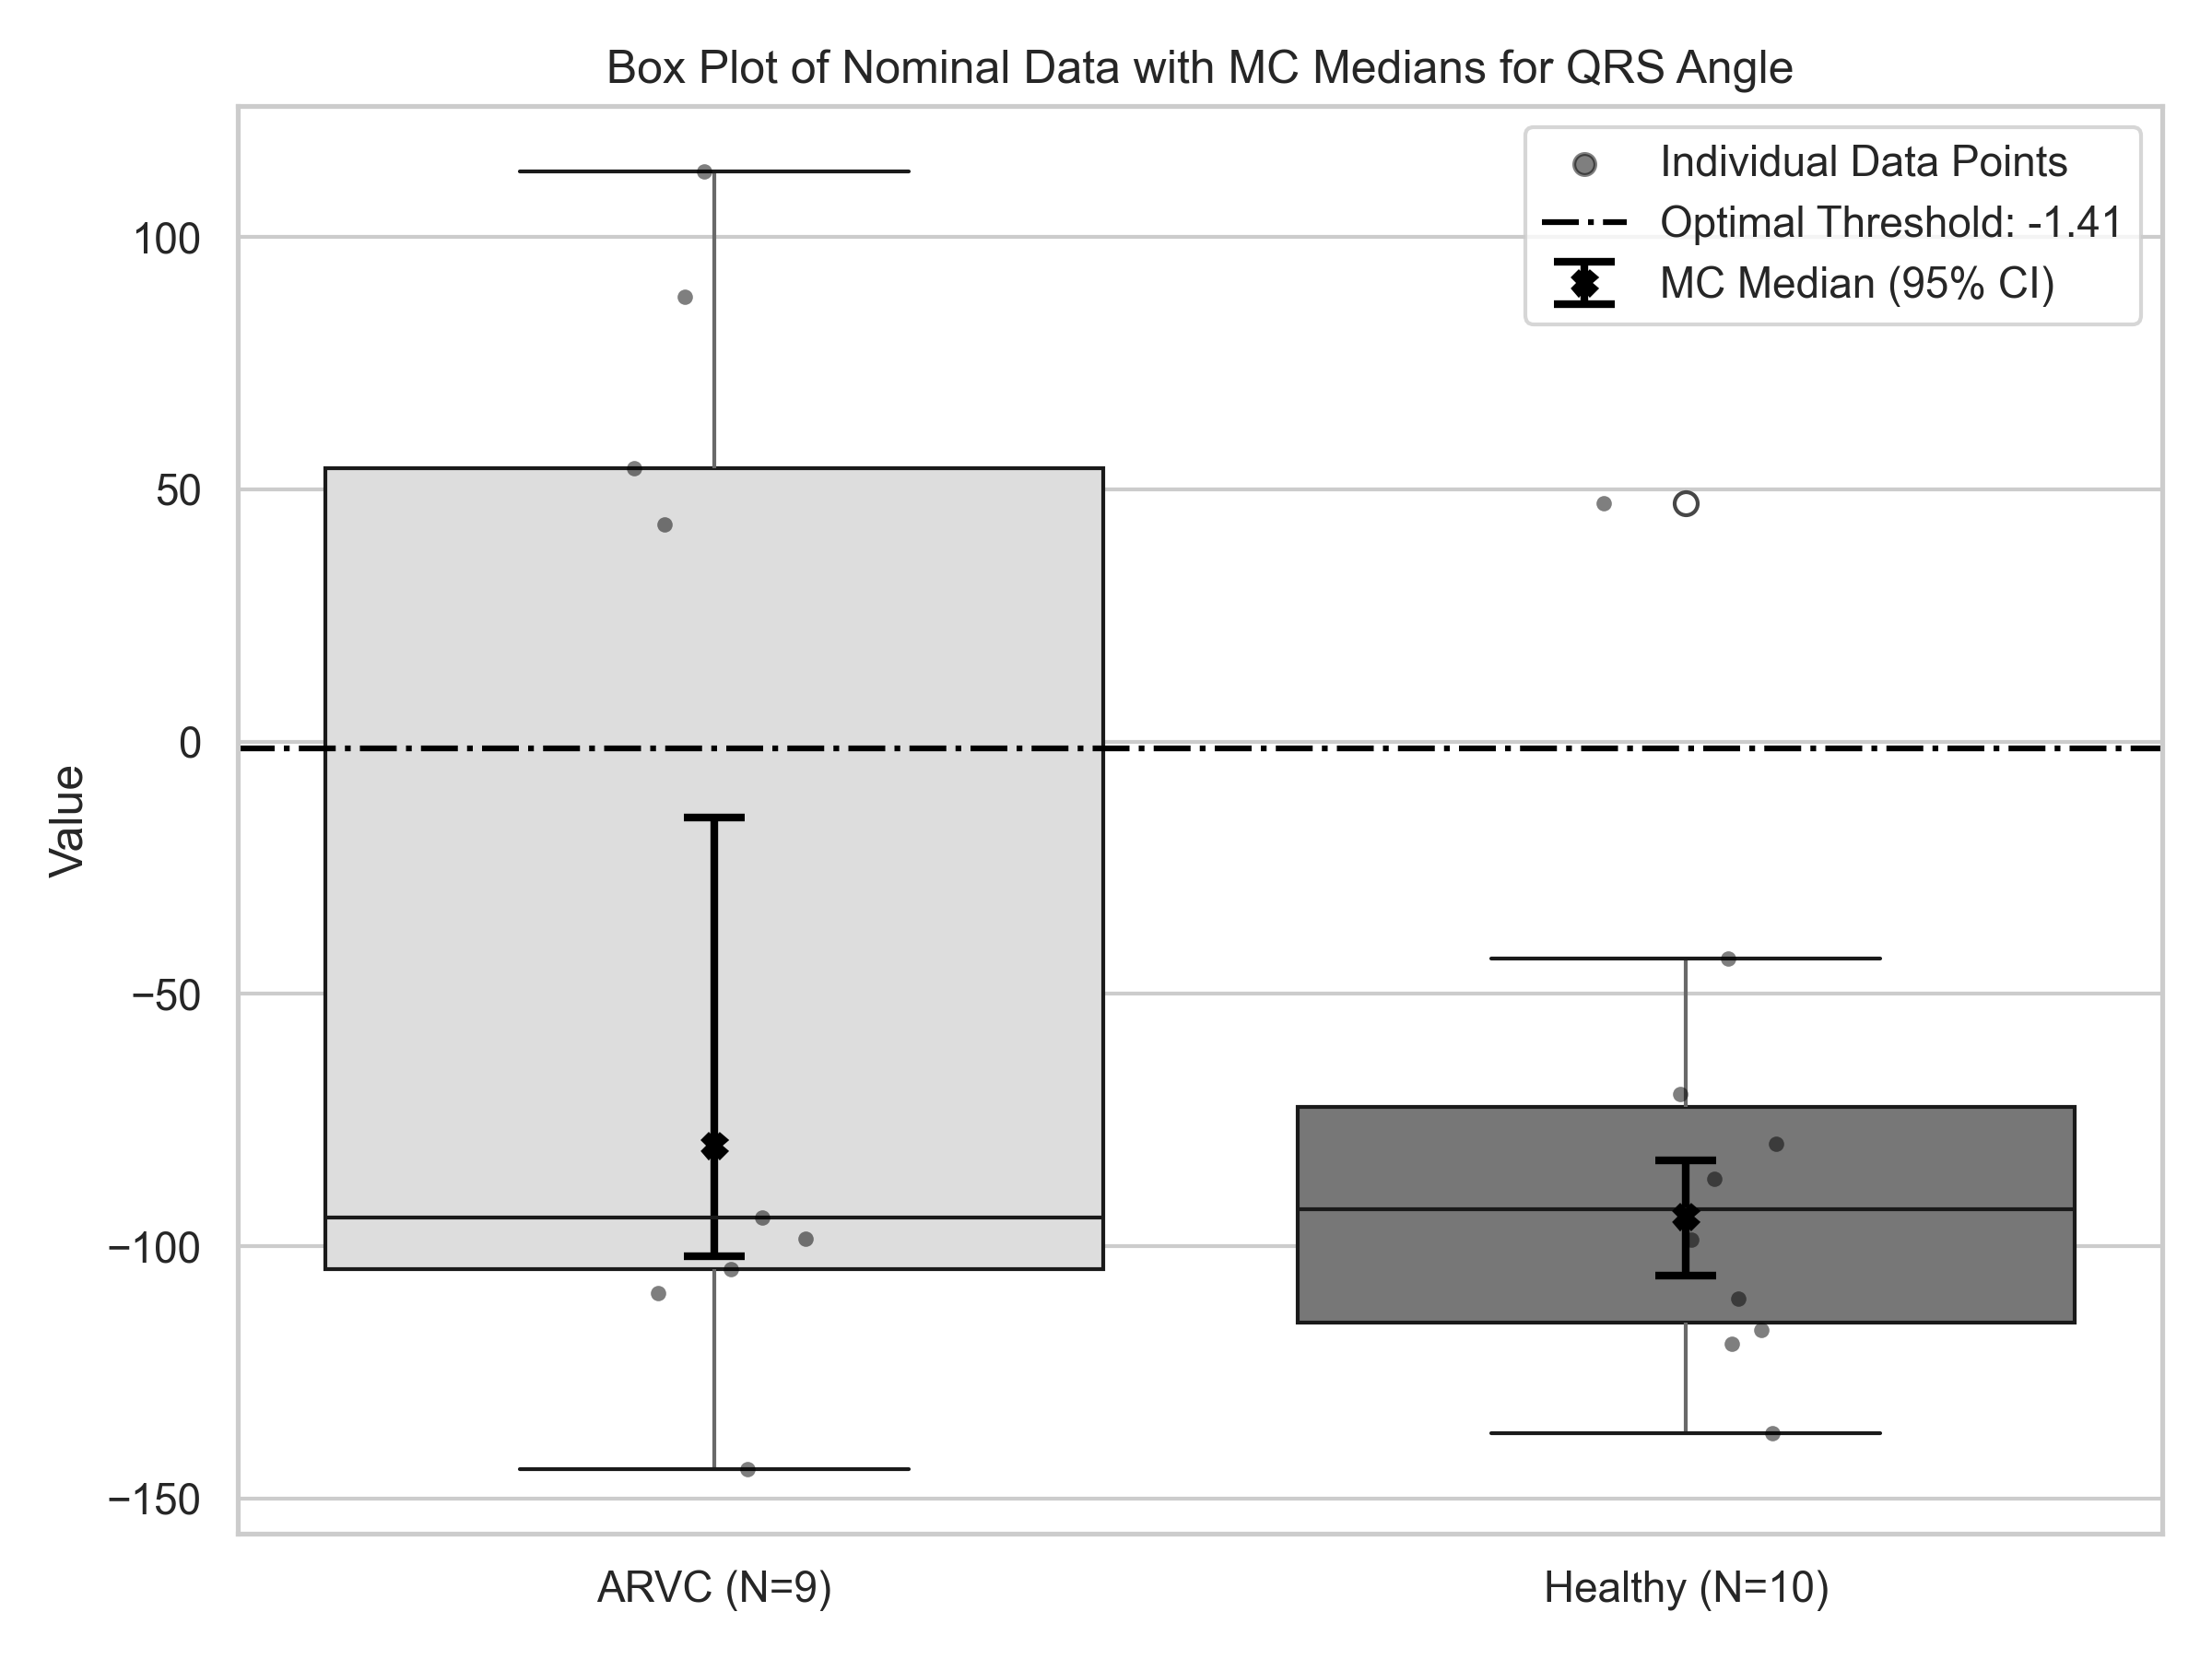 Box Plot of Nominal Data with MC Medians for QRS Angle
Individual Data Points
Optimal Threshold: -1.41
MC Median (95% CI)
100
50
0
−50
−100
−150
Value
ARVC (N=9)
Healthy (N=10)